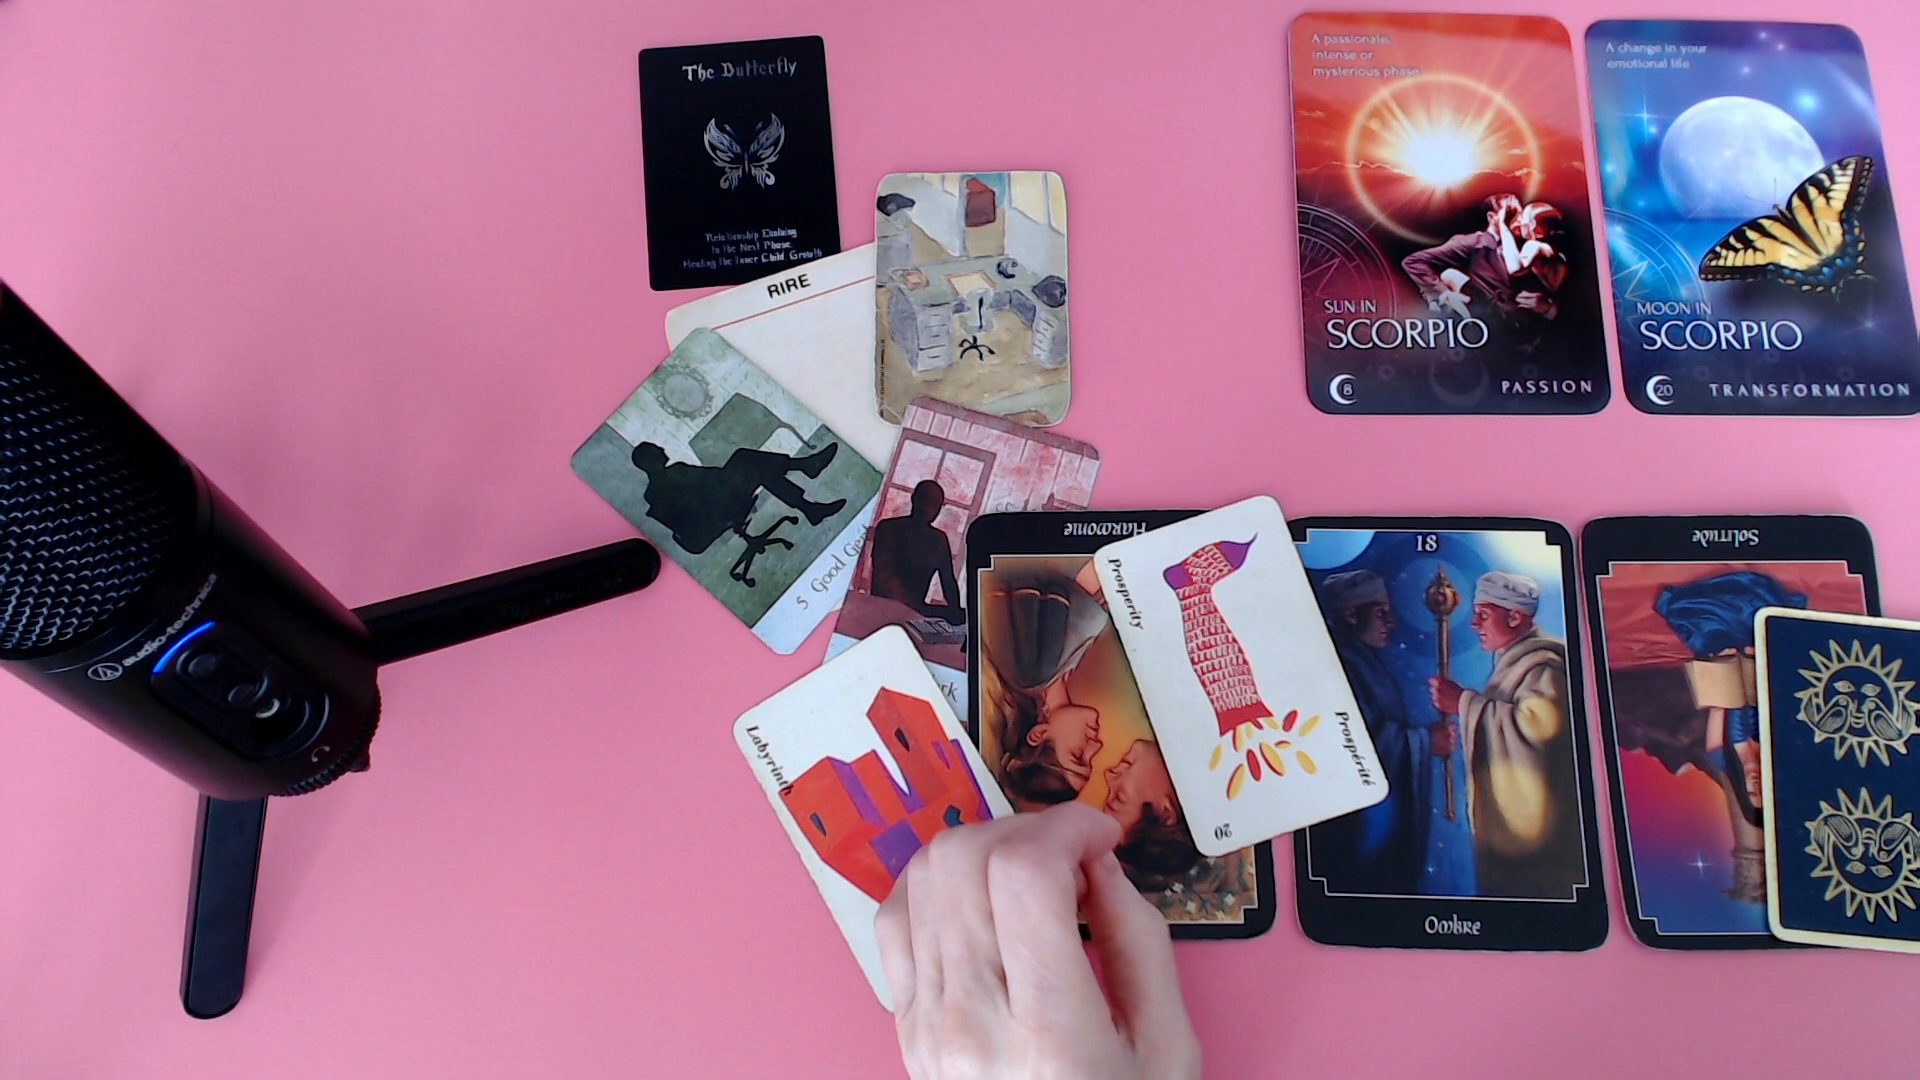 The Butterfly
Relationship Evolving
to the Next Phase
Healing the Inner Child, Growth
RIRE
A passionate,
intense or
mysterious phase
SUN IN
SCORPIO
8
PASSION
A change in your
emotional life
MOON IN
SCORPIO
20
TRANSFORMATION
5 Good
audio-technica
Labyrinth
Harmonie
Prosperity
Prospérité
20
18
Ombre
Solitude